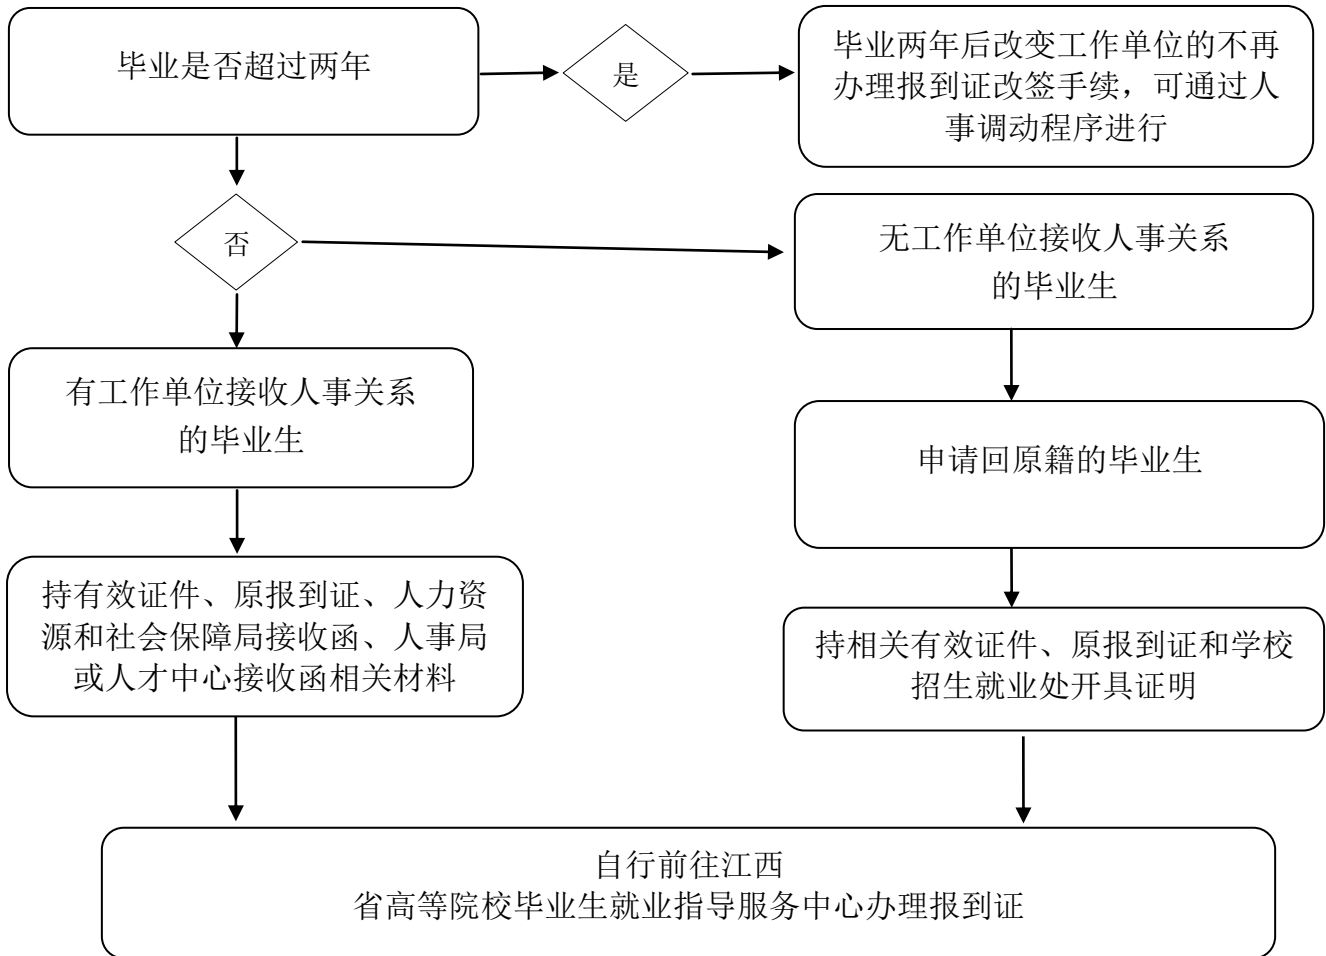 毕业是否超过两年
是
毕业两年后改变工作单位的不再
办理报到证改签手续，可通过人
事调动程序进行
否
无工作单位接收人事关系
的毕业生
有工作单位接收人事关系
的毕业生
申请回原籍的毕业生
持有效证件、原报到证、人力资
源和社会保障局接收函、人事局
或人才中心接收函相关材料
持相关有效证件、原报到证和学校
招生就业处开具证明
自行前往江西
省高等院校毕业生就业指导服务中心办理报到证